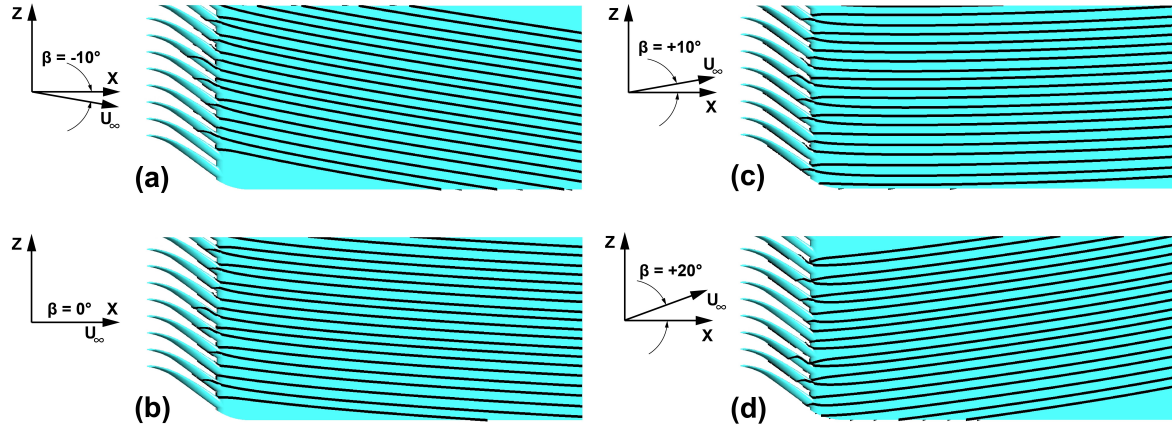 Z
β = -10°
X
U∞
(a)
Z
β = +10°
U∞
X
(c)
Z
β = 0°
X
U∞
(b)
Z
β = +20°
U∞
X
(d)